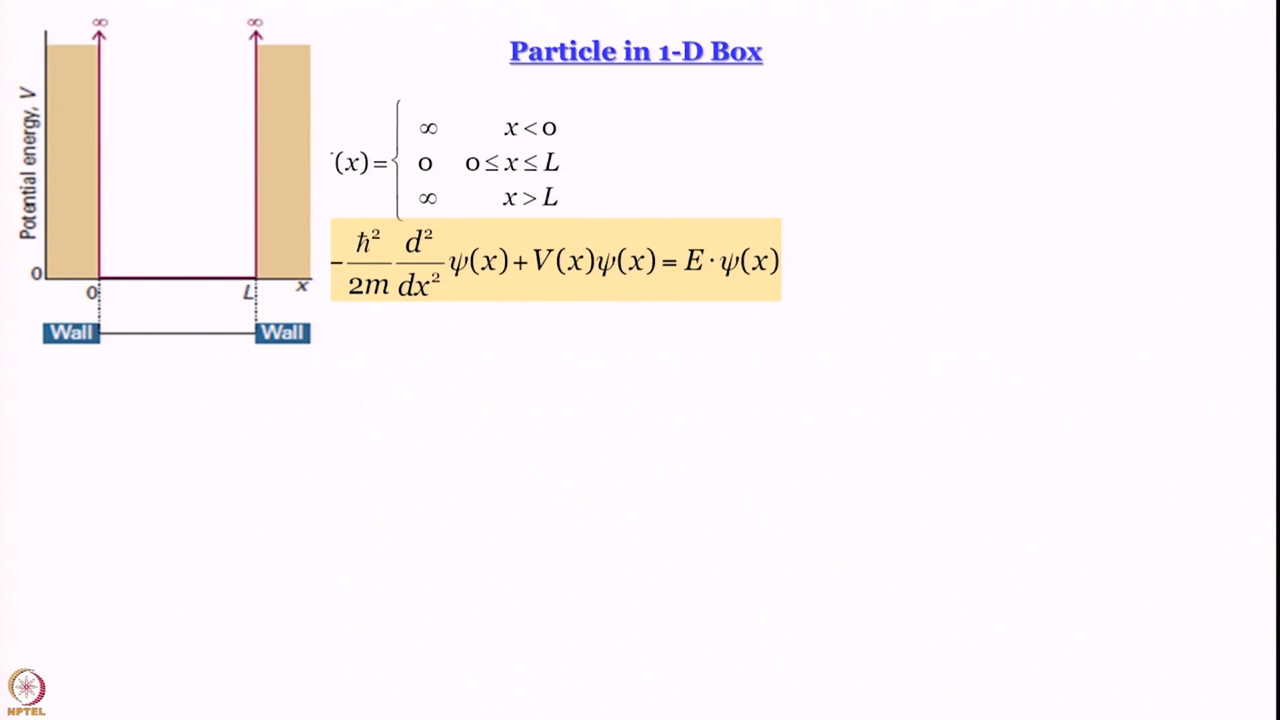 Particle in 1-D Box
∞ ∞
Potential energy, V
(x) = { ∞ x < 0
0 0 ≤ x ≤ L
∞ x > L
-ħ²/2m d²/dx² ψ(x) + V(x)ψ(x) = E · ψ(x)
0
0 L x
Wall Wall
NPTEL